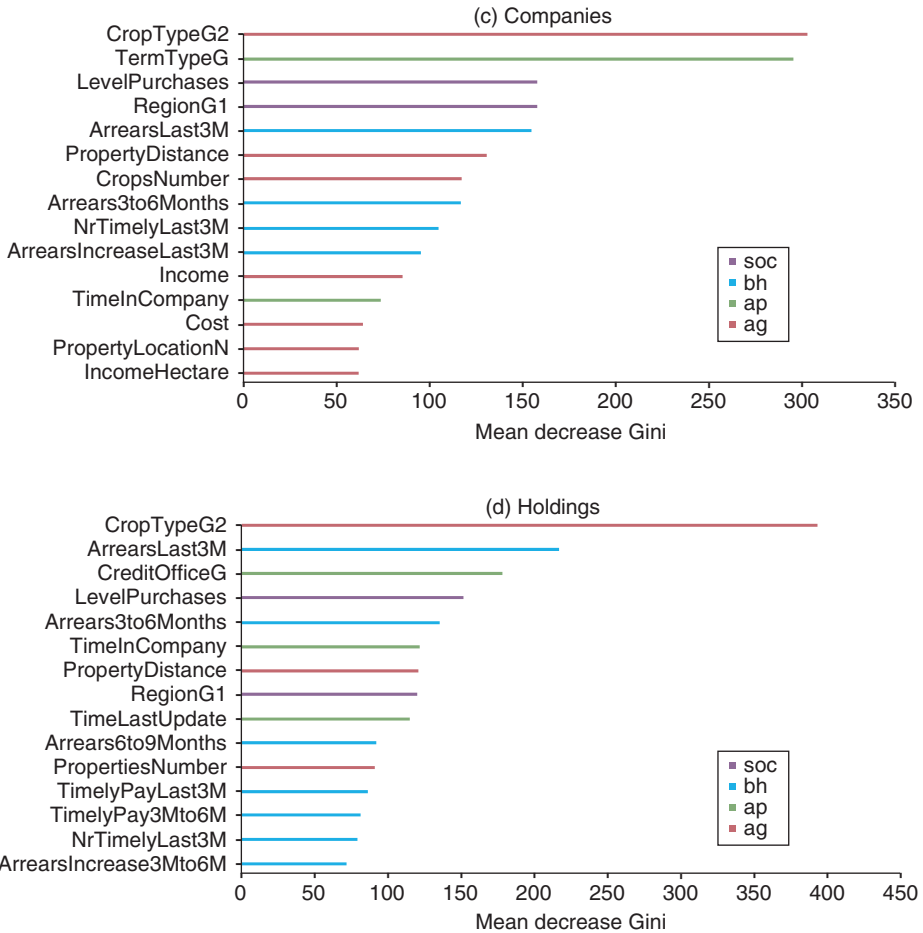 (c) Companies
CropTypeG2
TermTypeG
LevelPurchases
RegionG1
ArrearsLast3M
PropertyDistance
CropsNumber
Arrears3to6Months
NrTimelyLast3M
ArrearsIncreaseLast3M
Income
TimeInCompany
Cost
PropertyLocationN
IncomeHectare
soc
bh
ap
ag
0 50 100 150 200 250 300 350
Mean decrease Gini
(d) Holdings
CropTypeG2
ArrearsLast3M
CreditOfficeG
LevelPurchases
Arrears3to6Months
TimeInCompany
PropertyDistance
RegionG1
TimeLastUpdate
Arrears6to9Months
PropertiesNumber
TimelyPayLast3M
TimelyPay3Mto6M
NrTimelyLast3M
ArrearsIncrease3Mto6M
soc
bh
ap
ag
0 50 100 150 200 250 300 350 400 450
Mean decrease Gini